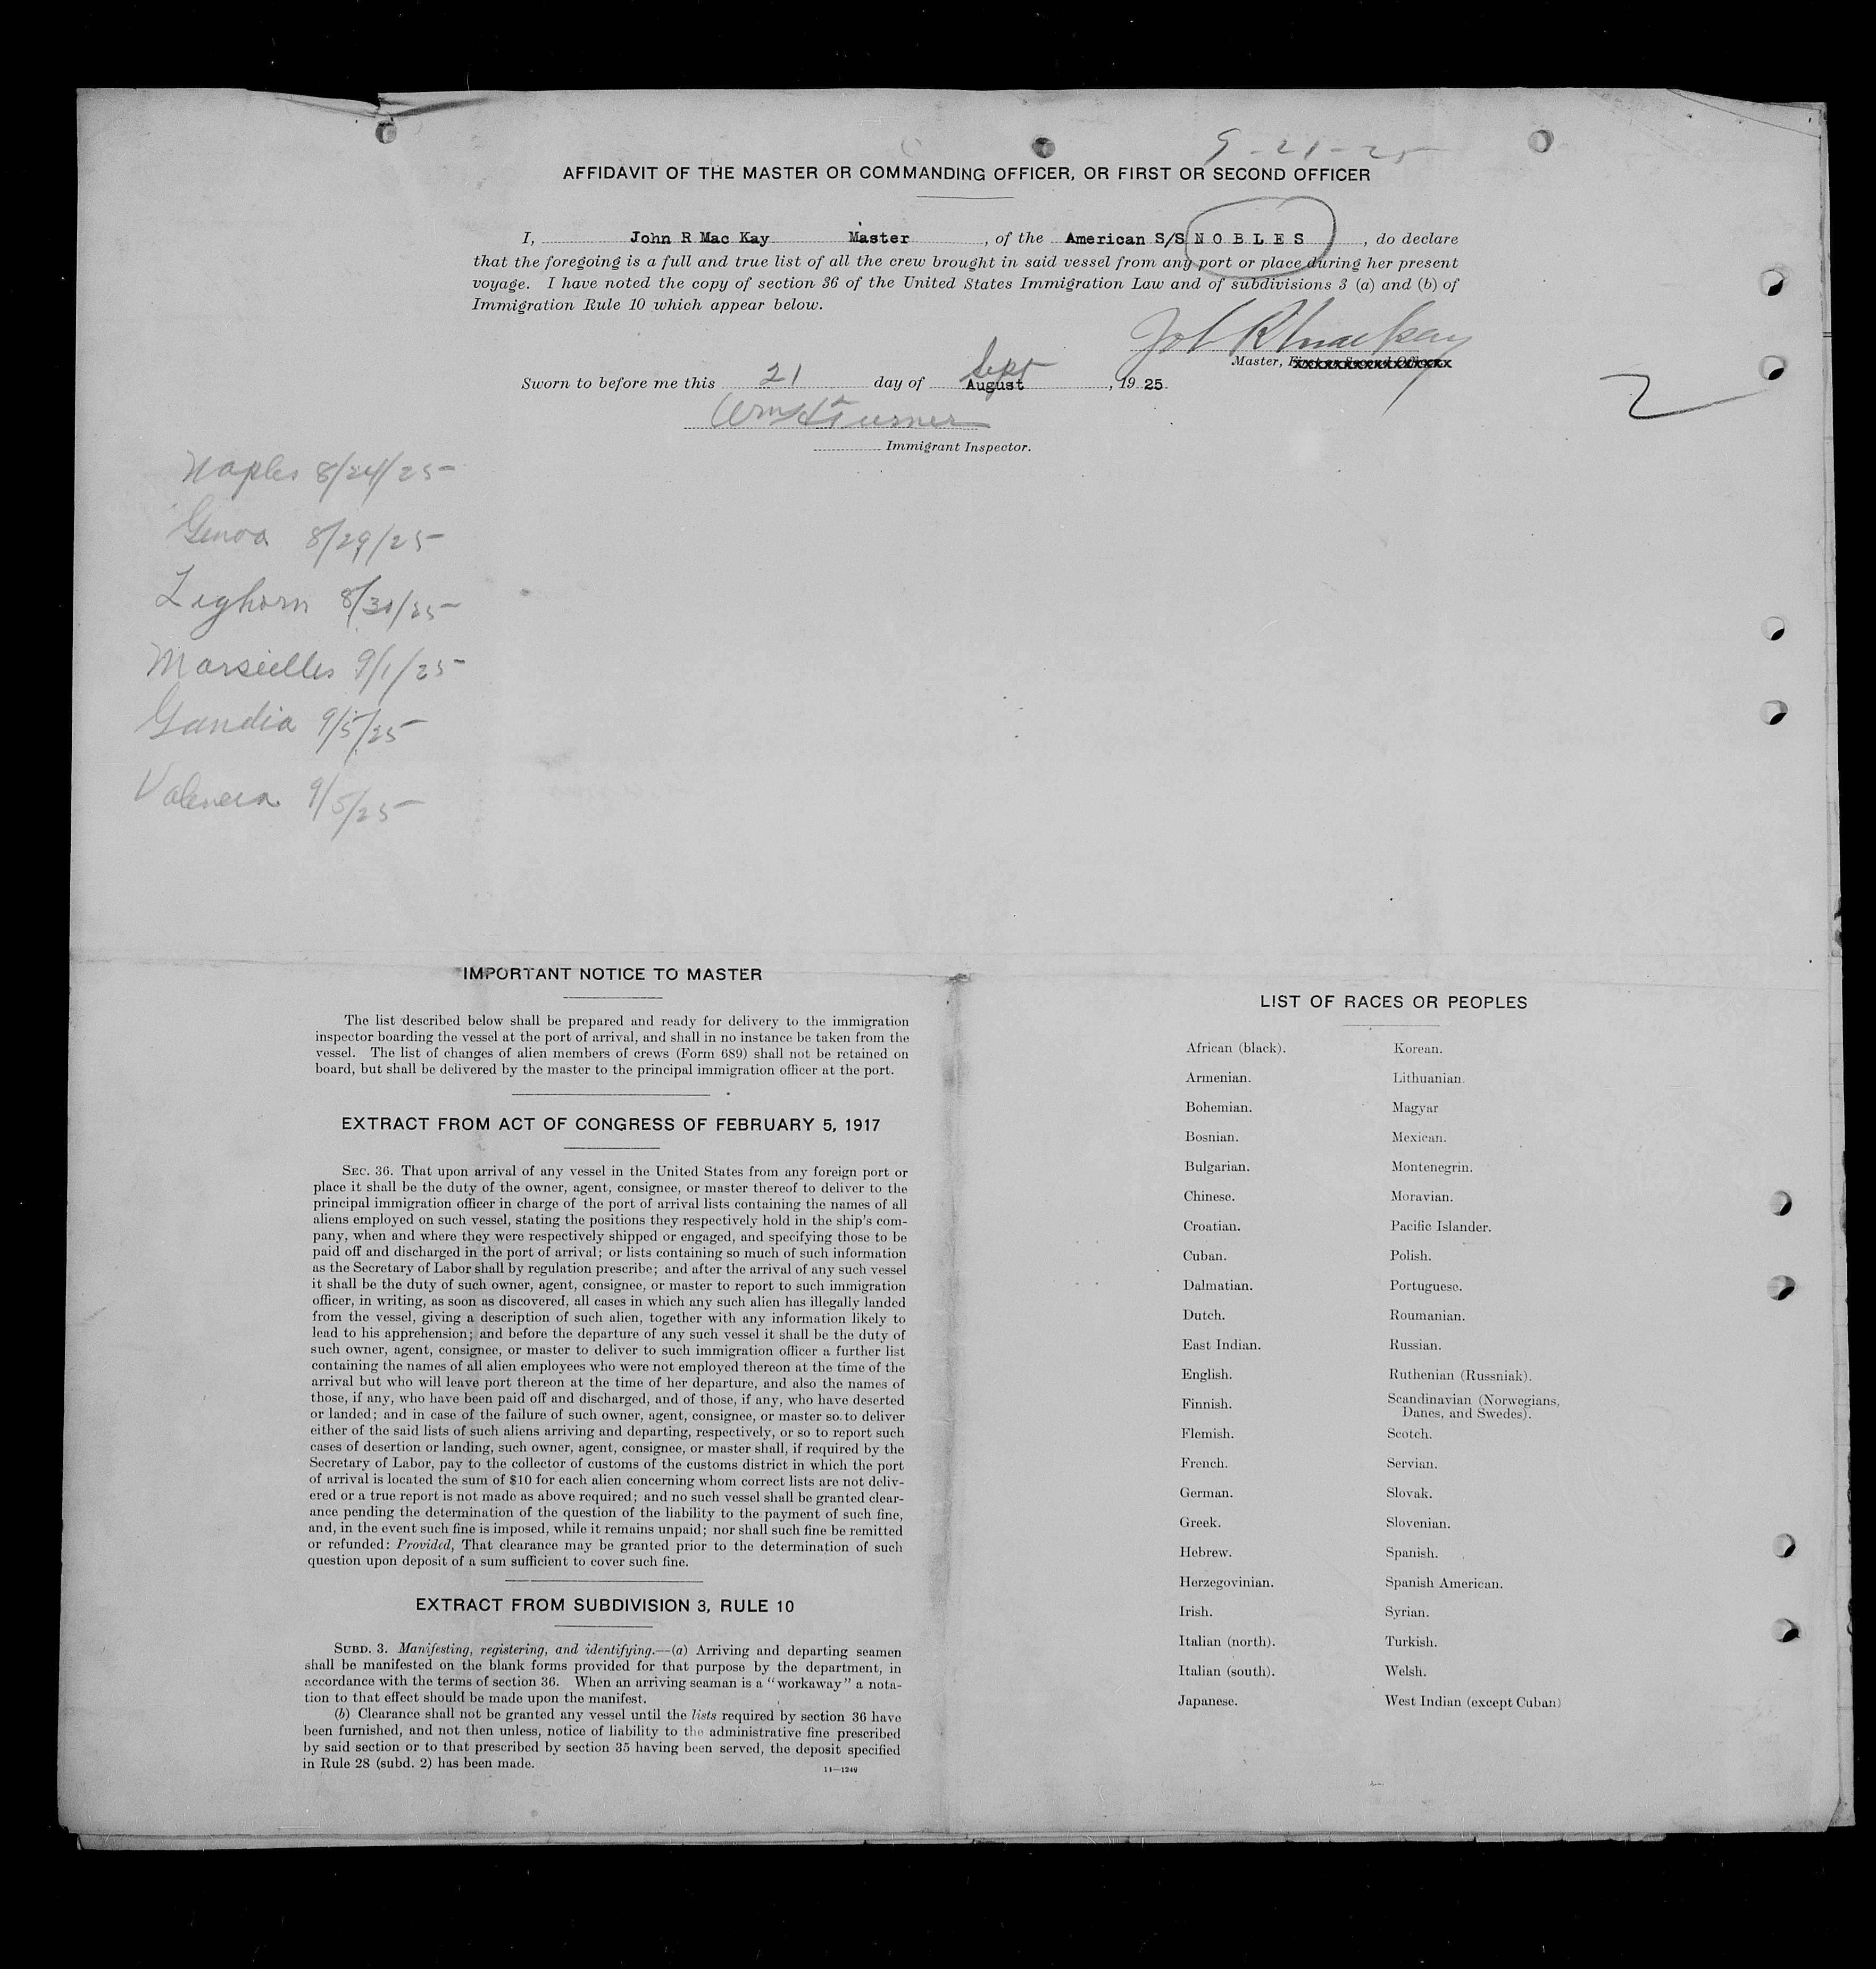 9-21-25
AFFIDAVIT OF THE MASTER OR COMMANDING OFFICER, OR FIRST OR SECOND OFFICER
I, John R Mac Kay Master, of the American S/S N O B L E S, do declare
that the foregoing is a full and true list of all the crew brought in said vessel from any port or place during her present
voyage. I have noted the copy of section 36 of the United States Immigration Law and of subdivisions 3 (a) and (b) of
Immigration Rule 10 which appear below.
Jno R MacKay
Master, First or Second Officer.
Sept
Sworn to before me this 21 day of August, 19 25.
Wm H Turner
Immigrant Inspector.
2
Naples 8/24/25
Genoa 8/29/25
Leghorn 8/30/25
Marseilles 9/1/25
Gandia 9/5/25
Valencia 9/5/25
IMPORTANT NOTICE TO MASTER
The list described below shall be prepared and ready for delivery to the immigration
inspector boarding the vessel at the port of arrival, and shall in no instance be taken from the
vessel. The list of changes of alien members of crews (Form 689) shall not be retained on
board, but shall be delivered by the master to the principal immigration officer at the port.
EXTRACT FROM ACT OF CONGRESS OF FEBRUARY 5, 1917
SEC. 36. That upon arrival of any vessel in the United States from any foreign port or
place it shall be the duty of the owner, agent, consignee, or master thereof to deliver to the
principal immigration officer in charge of the port of arrival lists containing the names of all
aliens employed on such vessel, stating the positions they respectively hold in the ship's com-
pany, when and where they were respectively shipped or engaged, and specifying those to be
paid off and discharged in the port of arrival; or lists containing so much of such information
as the Secretary of Labor shall by regulation prescribe; and after the arrival of any such vessel
it shall be the duty of such owner, agent, consignee, or master to report to such immigration
officer, in writing, as soon as discovered, all cases in which any such alien has illegally landed
from the vessel, giving a description of such alien, together with any information likely to
lead to his apprehension; and before the departure of any such vessel it shall be the duty of
such owner, agent, consignee, or master to deliver to such immigration officer a further list
containing the names of all alien employees who were not employed thereon at the time of the
arrival but who will leave port thereon at the time of her departure, and also the names of
those, if any, who have been paid off and discharged, and of those, if any, who have deserted
or landed; and in case of the failure of such owner, agent, consignee, or master so to deliver
either of the said lists of such aliens arriving and departing, respectively, or so to report such
cases of desertion or landing, such owner, agent, consignee, or master shall, if required by the
Secretary of Labor, pay to the collector of customs of the customs district in which the port
of arrival is located the sum of $10 for each alien concerning whom correct lists are not deliv-
ered or a true report is not made as above required; and no such vessel shall be granted clear-
ance pending the determination of the question of the liability to the payment of such fine,
and, in the event such fine is imposed, while it remains unpaid; nor shall such fine be remitted
or refunded: Provided, That clearance may be granted prior to the determination of such
question upon deposit of a sum sufficient to cover such fine.
EXTRACT FROM SUBDIVISION 3, RULE 10
SUBD. 3. Manifesting, registering, and identifying.—(a) Arriving and departing seamen
shall be manifested on the blank forms provided for that purpose by the department, in
accordance with the terms of section 36. When an arriving seaman is a "workaway" a nota-
tion to that effect should be made upon the manifest.
(b) Clearance shall not be granted any vessel until the lists required by section 36 have
been furnished, and not then unless, notice of liability to the administrative fine prescribed
by said section or to that prescribed by section 35 having been served, the deposit specified
in Rule 28 (subd. 2) has been made.
14—1240
LIST OF RACES OR PEOPLES
African (black). Korean.
Armenian. Lithuanian.
Bohemian. Magyar
Bosnian. Mexican.
Bulgarian. Montenegrin.
Chinese. Moravian.
Croatian. Pacific Islander.
Cuban. Polish.
Dalmatian. Portuguese.
Dutch. Roumanian.
East Indian. Russian.
English. Ruthenian (Russniak).
Finnish. Scandinavian (Norwegians,
Danes, and Swedes).
Flemish. Scotch.
French. Servian.
German. Slovak.
Greek. Slovenian.
Hebrew. Spanish.
Herzegovinian. Spanish American.
Irish. Syrian.
Italian (north). Turkish.
Italian (south). Welsh.
Japanese. West Indian (except Cuban)